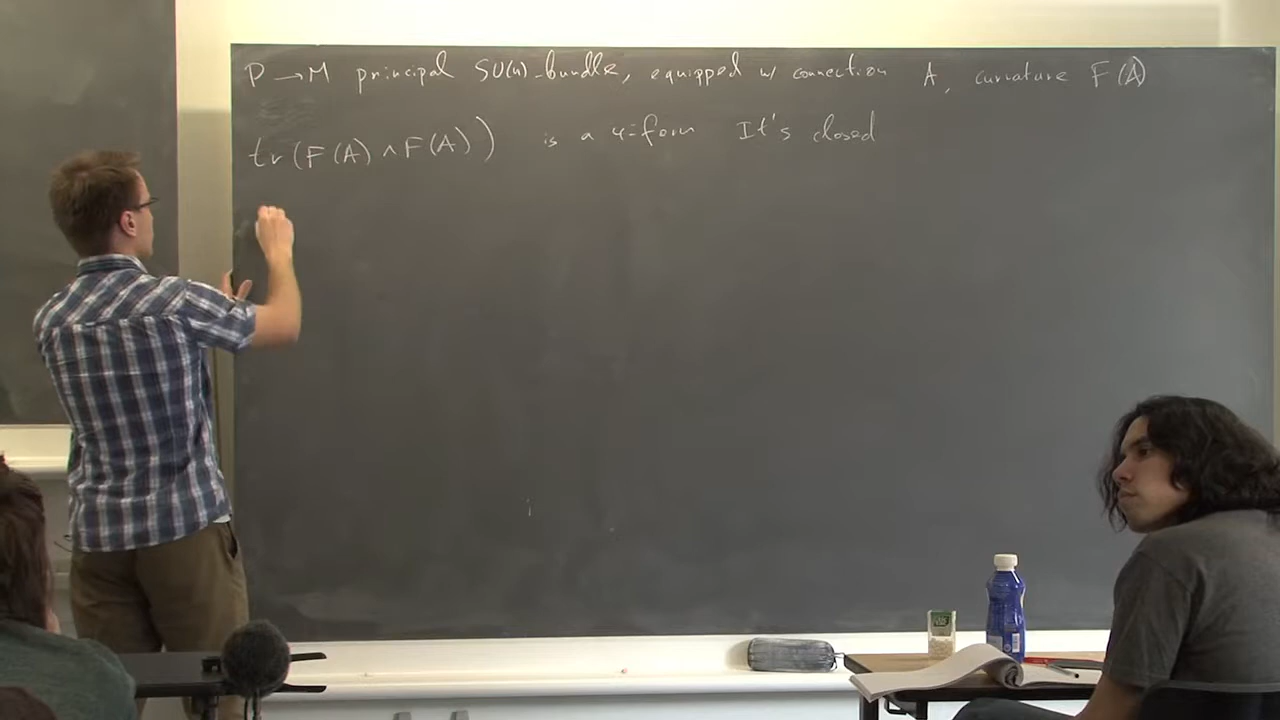 P → M principal SU(n)-bundle, equipped w/ connection A, curvature F(A)
tr(F(A) ∧ F(A)) is a 4-form It's closed